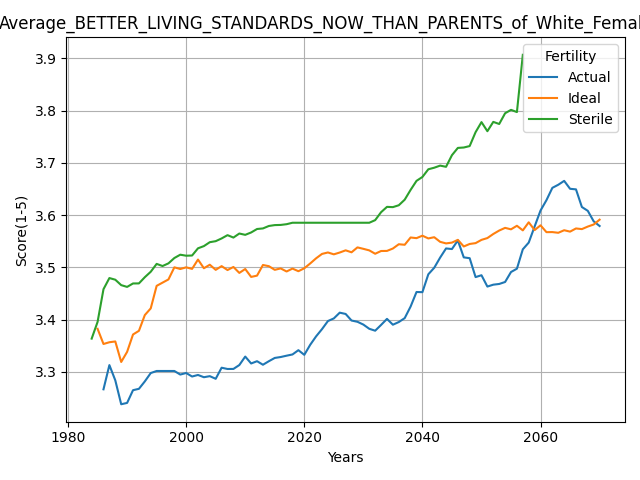 Average_BETTER_LIVING_STANDARDS_NOW_THAN_PARENTS_of_White_Femal
Score(1-5)
3.9
3.8
3.7
3.6
3.5
3.4
3.3
Fertility
Actual
Ideal
Sterile
1980 2000 2020 2040 2060
Years